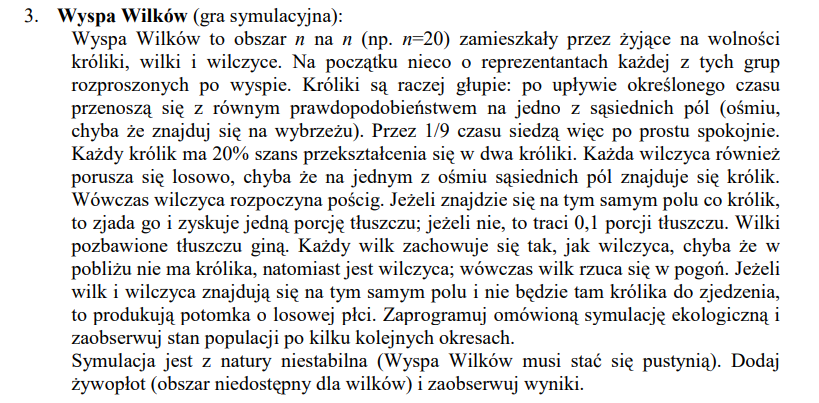 3. Wyspa Wilków (gra symulacyjna):
Wyspa Wilków to obszar n na n (np. n=20) zamieszkały przez żyjące na wolności
króliki, wilki i wilczyce. Na początku nieco o reprezentantach każdej z tych grup
rozproszonych po wyspie. Króliki są raczej głupie: po upływie określonego czasu
przenoszą się z równym prawdopodobieństwem na jedno z sąsiednich pól (ośmiu,
chyba że znajduj się na wybrzeżu). Przez 1/9 czasu siedzą więc po prostu spokojnie.
Każdy królik ma 20% szans przekształcenia się w dwa króliki. Każda wilczyca również
porusza się losowo, chyba że na jednym z ośmiu sąsiednich pól znajduje się królik.
Wówczas wilczyca rozpoczyna pościg. Jeżeli znajdzie się na tym samym polu co królik,
to zjada go i zyskuje jedną porcję tłuszczu; jeżeli nie, to traci 0,1 porcji tłuszczu. Wilki
pozbawione tłuszczu giną. Każdy wilk zachowuje się tak, jak wilczyca, chyba że w
pobliżu nie ma królika, natomiast jest wilczyca; wówczas wilk rzuca się w pogoń. Jeżeli
wilk i wilczyca znajdują się na tym samym polu i nie będzie tam królika do zjedzenia,
to produkują potomka o losowej płci. Zaprogramuj omówioną symulację ekologiczną i
zaobserwuj stan populacji po kilku kolejnych okresach.
Symulacja jest z natury niestabilna (Wyspa Wilków musi stać się pustynią). Dodaj
żywopłot (obszar niedostępny dla wilków) i zaobserwuj wyniki.